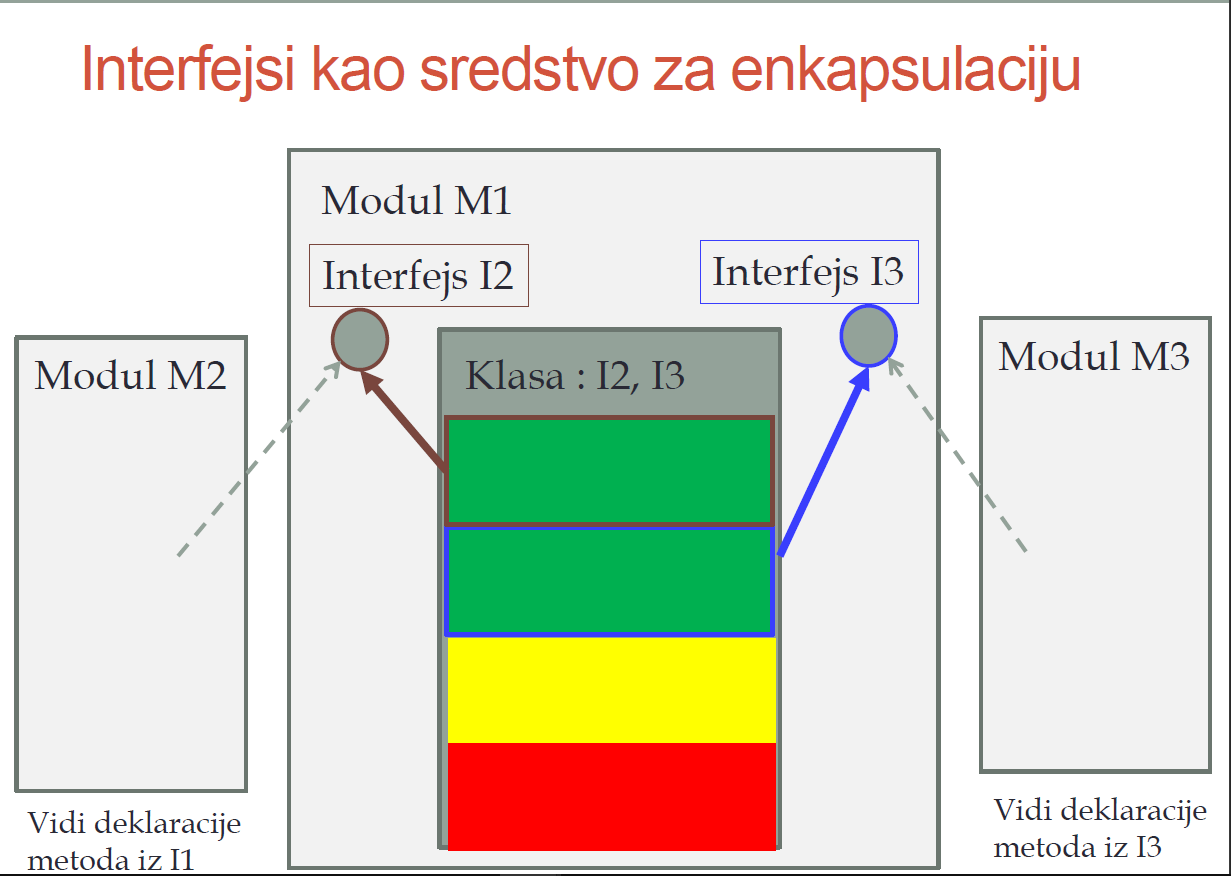 Interfejsi kao sredstvo za enkapsulaciju
Modul M1
Interfejs I2
Interfejs I3
Modul M2
Klasa : I2, I3
Modul M3
Vidi deklaracije
metoda iz I1
Vidi deklaracije
metoda iz I3